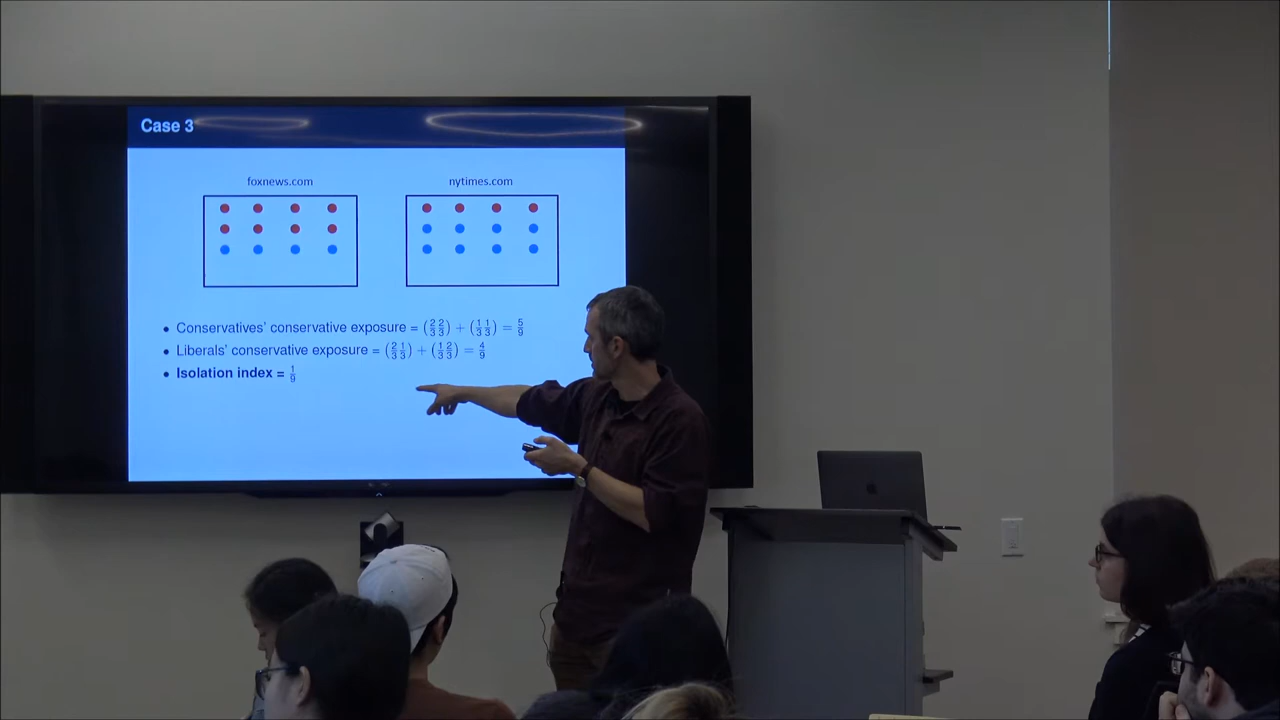 Case 3
foxnews.com nytimes.com
• Conservatives' conservative exposure = (2/3 2/3) + (1/3 1/3) = 5/9
• Liberals' conservative exposure = (2/3 1/3) + (1/3 2/3) = 4/9
• Isolation index = 1/9